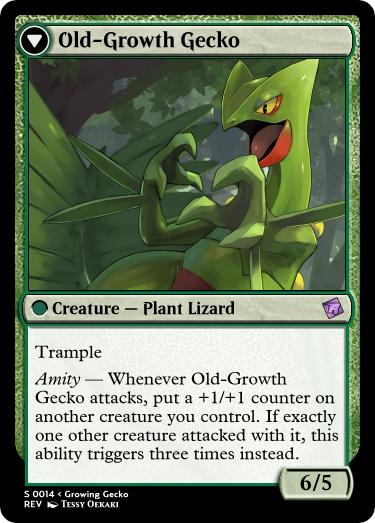 Old-Growth Gecko
Creature — Plant Lizard
Trample
Amity — Whenever Old-Growth
Gecko attacks, put a +1/+1 counter on
another creature you control. If exactly
one other creature attacked with it, this
ability triggers three times instead.
6/5
S 0014 < Growing Gecko
REV Tessy Oekaki